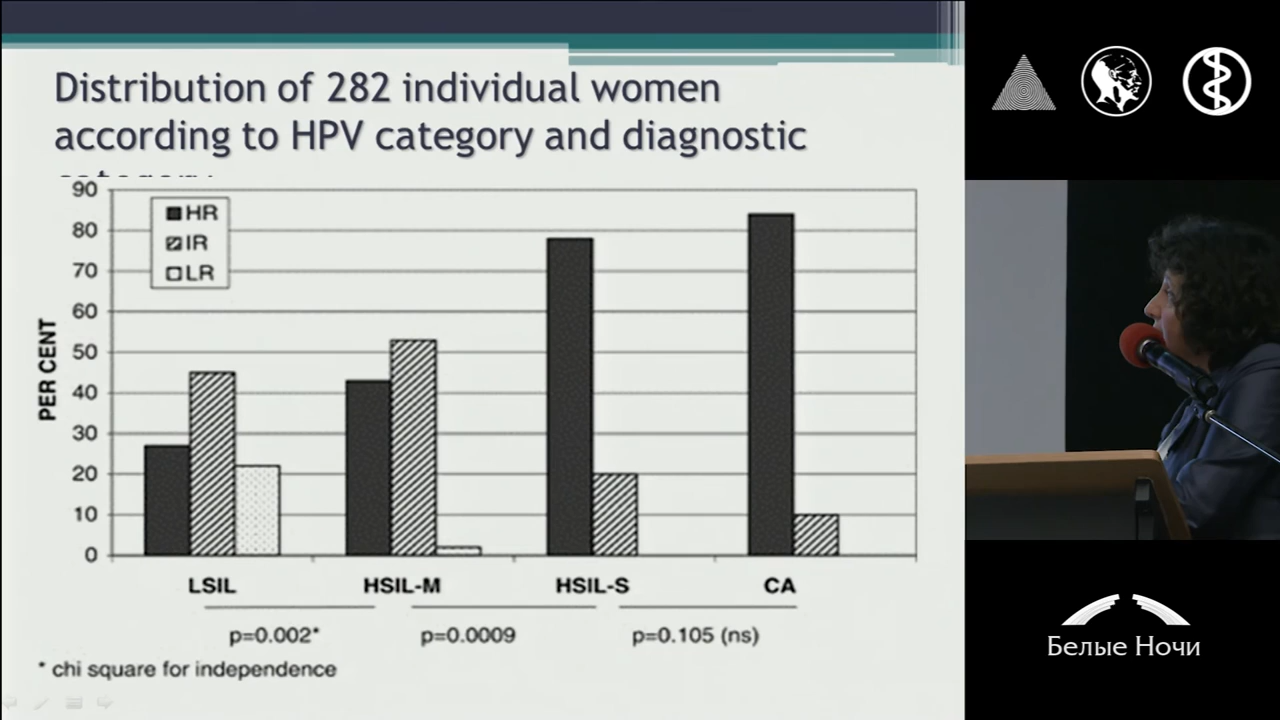 Distribution of 282 individual women
according to HPV category and diagnostic
90
80
70
60
50
40
30
20
10
0
PER CENT
HR
IR
LR
LSIL HSIL-M HSIL-S CA
p=0.002* p=0.0009 p=0.105 (ns)
* chi square for independence
Белые Ночи